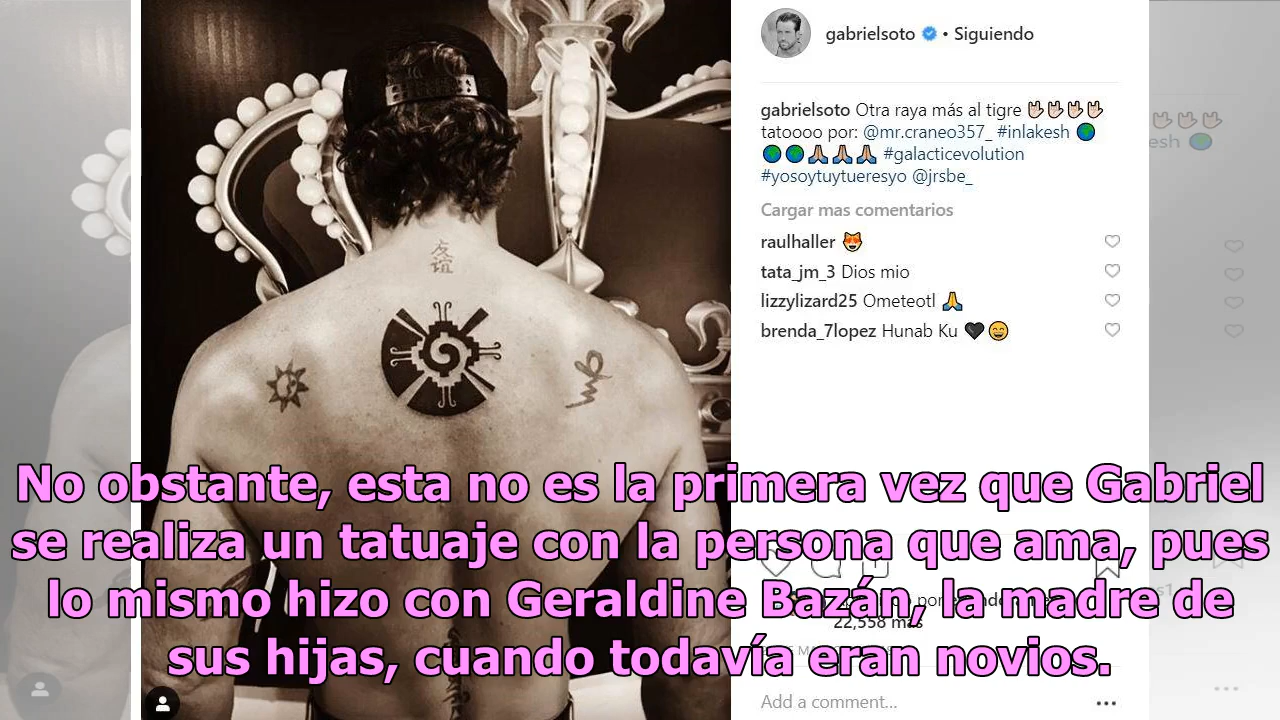 gabrielsoto • Siguiendo
gabrielsoto Otra raya más al tigre 🤟🏻🤟🏻🤟🏻🤟🏻
tatoooo por: @mr.craneo357_ #inlakesh 🌍
🌍🌍🙏🏽🙏🏽🙏🏽 #galacticevolution
#yosoytuytueresyo @jrsbe_
Cargar mas comentarios
raulhaller 😻
tata_jm_3 Dios mio
lizzylizard25 Ometeotl 🙏
brenda_7lopez Hunab Ku 🖤😄
友
谊
No obstante, esta no es la primera vez que Gabriel
se realiza un tatuaje con la persona que ama, pues
lo mismo hizo con Geraldine Bazán, la madre de
sus hijas, cuando todavía eran novios.
22,558 más
Add a comment...